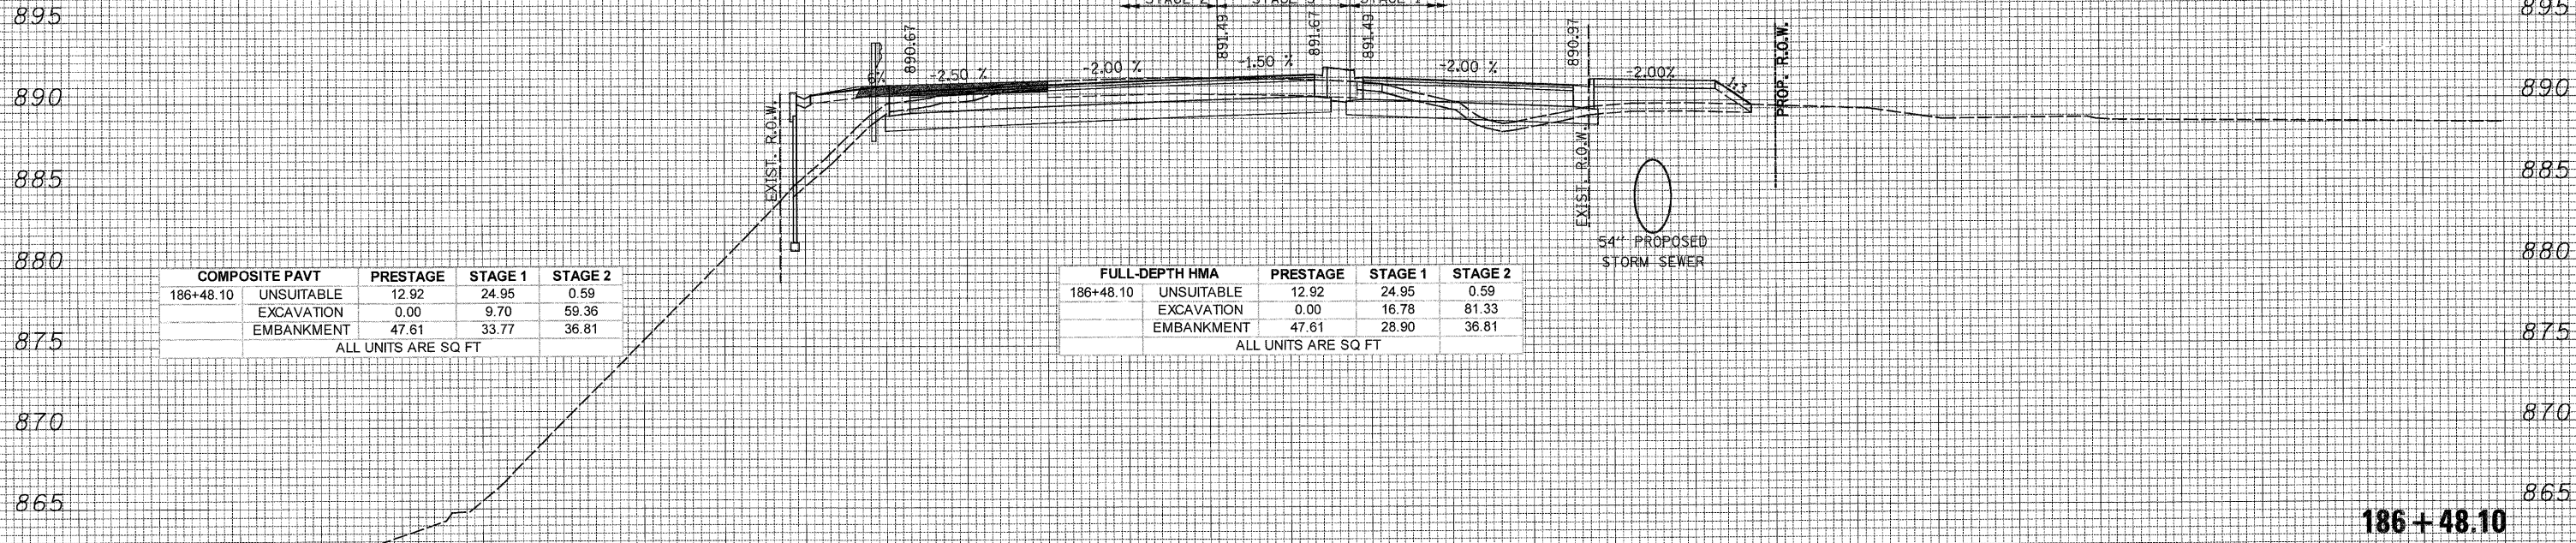 STAGE 2 STAGE 3 STAGE 1
895 895
890.67 891.49 891.67 891.49 890.97 PROP. R.O.W.
6% -2.50 % -2.00 % -1.50 % -2.00 % -2.00% 1:3
890 890
EXIST. R.O.W. EXIST. R.O.W.
885 885
54'' PROPOSED
STORM SEWER
880 880
COMPOSITE PAVT PRESTAGE STAGE 1 STAGE 2
186+48.10 UNSUITABLE 12.92 24.95 0.59
EXCAVATION 0.00 9.70 59.36
EMBANKMENT 47.61 33.77 36.81
ALL UNITS ARE SQ FT
FULL-DEPTH HMA PRESTAGE STAGE 1 STAGE 2
186+48.10 UNSUITABLE 12.92 24.95 0.59
EXCAVATION 0.00 16.78 81.33
EMBANKMENT 47.61 28.90 36.81
ALL UNITS ARE SQ FT
875 875
870 870
865 865
186 + 48.10